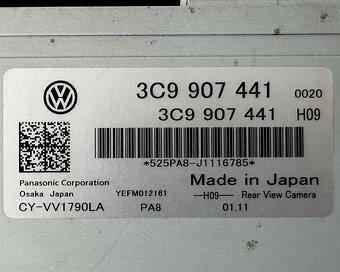 3C9 907 441 0020
3C9 907 441 H09
*525PA8-J1116785*
Panasonic Corporation
Osaka Japan YEFM012161
CY-VV1790LA PA8
Made in Japan
--H09-- Rear View Camera
01.11